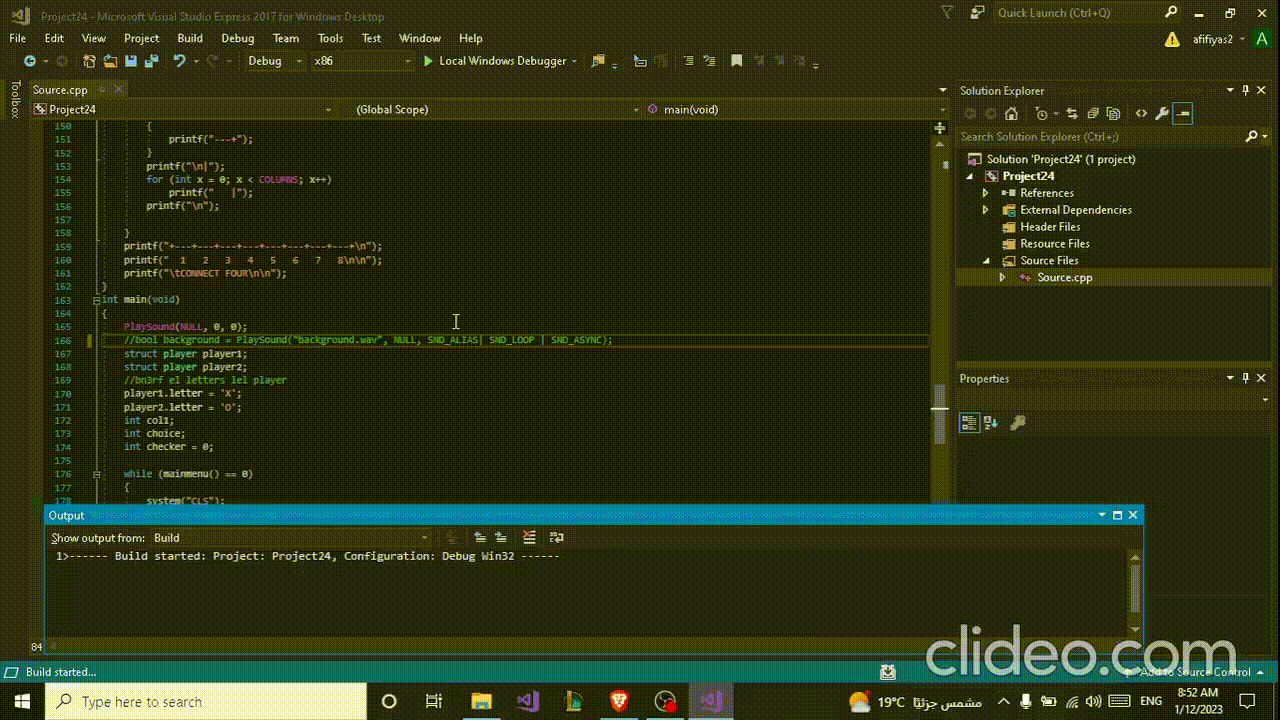 Project24 - Microsoft Visual Studio Express 2017 for Windows Desktop
Quick Launch (Ctrl+Q)
File Edit View Project Build Debug Team Tools Test Window Help
afifiyas2 A
Debug x86 Local Windows Debugger
Toolbox
Source.cpp
Project24 (Global Scope) main(void)
150 {
151 printf("---+");
152 }
153 printf("\n|");
154 for (int x = 0; x < COLUMNS; x++)
155 printf("   |");
156 printf("\n");
157
158 }
159 printf("+---+---+---+---+---+---+---+---+\n");
160 printf("  1   2   3   4   5   6   7   8\n\n");
161 printf("\tCONNECT FOUR\n\n");
162 }
163 int main(void)
164 {
165 PlaySound(NULL, 0, 0);
166 //bool background = PlaySound("background.wav", NULL, SND_ALIAS| SND_LOOP | SND_ASYNC);
167 struct player player1;
168 struct player player2;
169 //bn3rf el letters lel player
170 player1.letter = 'X';
171 player2.letter = 'O';
172 int col1;
173 int choice;
174 int checker = 0;
175
176 while (mainmenu() == 0)
177 {
178 system("CLS");
Solution Explorer
Search Solution Explorer (Ctrl+;)
Solution 'Project24' (1 project)
Project24
References
External Dependencies
Header Files
Resource Files
Source Files
Source.cpp
Properties
Output
Show output from: Build
1>------ Build started: Project: Project24, Configuration: Debug Win32 ------
84
clideo.com
Build started...
Add to Source Control
Type here to search
19°C مشمس جزئيًا
ENG
8:52 AM
1/12/2023